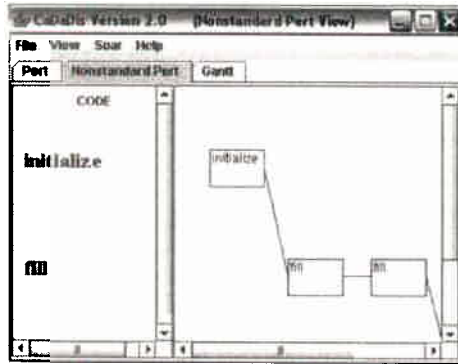 CaDaDis Version 2.0 (Nonstandard Pert View)
File View Soar Help
Pert Nonstandard Pert Gantt
CODE
initialize
initialize
fill
fill
fill